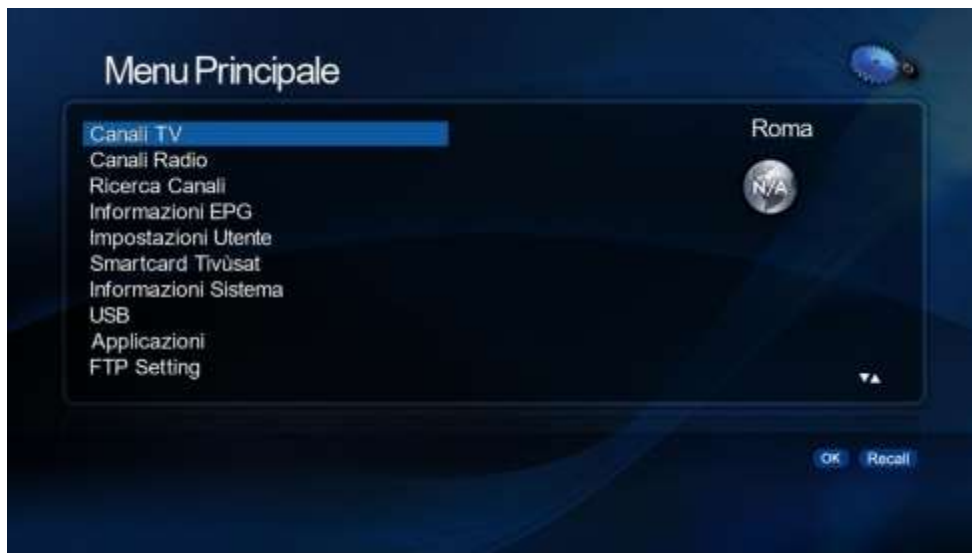 Menu Principale
Canali TV
Roma
Canali Radio
Ricerca Canali
N/A
Informazioni EPG
Impostazioni Utente
Smartcard Tivùsat
Informazioni Sistema
USB
Applicazioni
FTP Setting
OK Recall